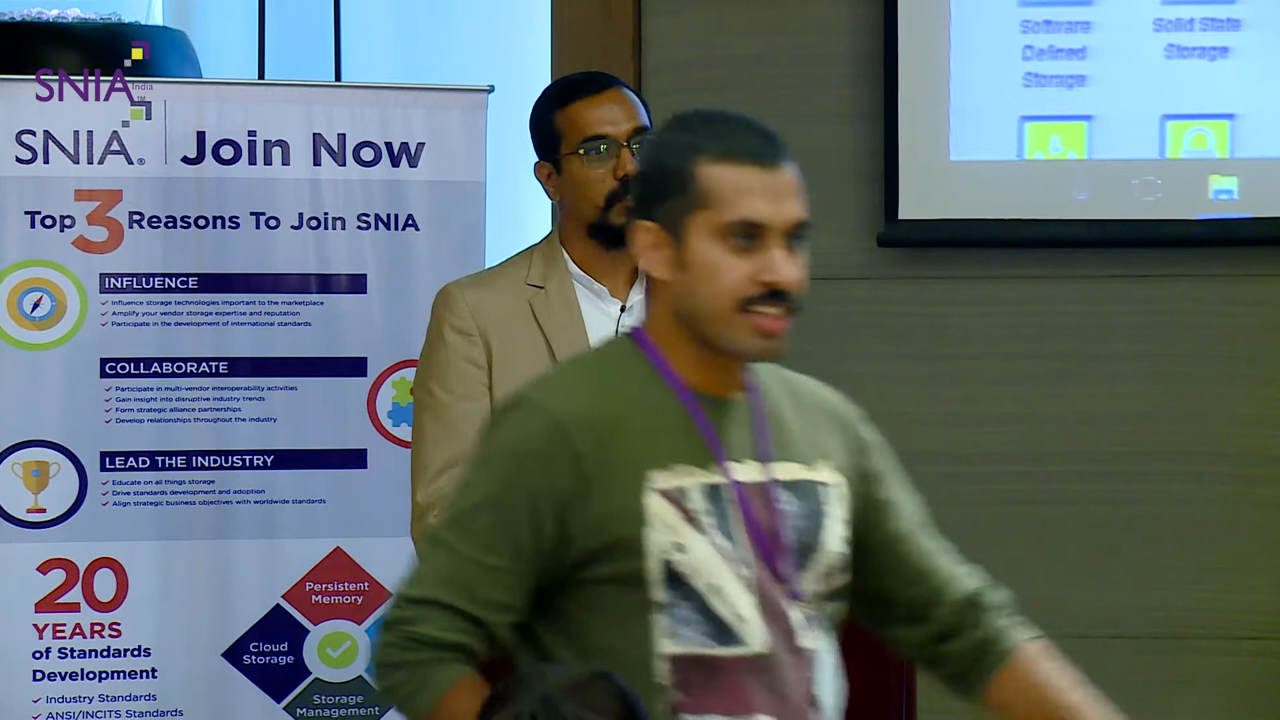 SNIA India
SNIA. ® Join Now
Top 3 Reasons To Join SNIA
INFLUENCE
Influence storage technologies important to the marketplace
Amplify your vendor storage expertise and reputation
Participate in the development of international standards
COLLABORATE
Participate in multi-vendor interoperability activities
Gain insight into disruptive industry trends
Form strategic alliance partnerships
Develop relationships throughout the industry
LEAD THE INDUSTRY
Educate on all things storage
Drive standards development and adoption
Align strategic business objectives with worldwide standards
20
YEARS
of Standards
Development
Industry Standards
ANSI/INCITS Standards
Persistent
Memory
Cloud
Storage
Storage
Management
Software
Defined
Storage
Solid State
Storage